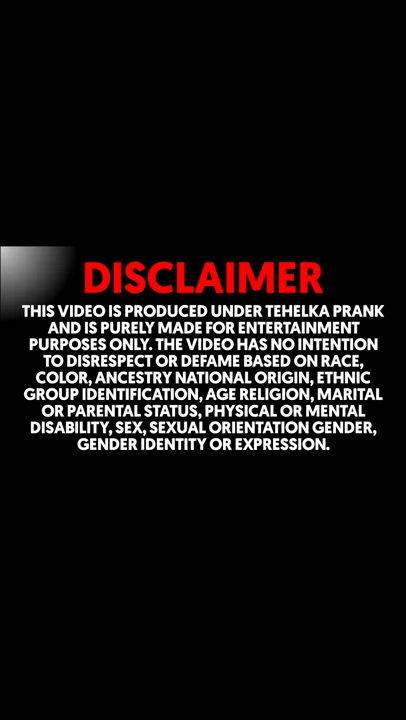 DISCLAIMER
THIS VIDEO IS PRODUCED UNDER TEHELKA PRANK
AND IS PURELY MADE FOR ENTERTAINMENT
PURPOSES ONLY. THE VIDEO HAS NO INTENTION
TO DISRESPECT OR DEFAME BASED ON RACE,
COLOR, ANCESTRY NATIONAL ORIGIN, ETHNIC
GROUP IDENTIFICATION, AGE RELIGION, MARITAL
OR PARENTAL STATUS, PHYSICAL OR MENTAL
DISABILITY, SEX, SEXUAL ORIENTATION GENDER,
GENDER IDENTITY OR EXPRESSION.